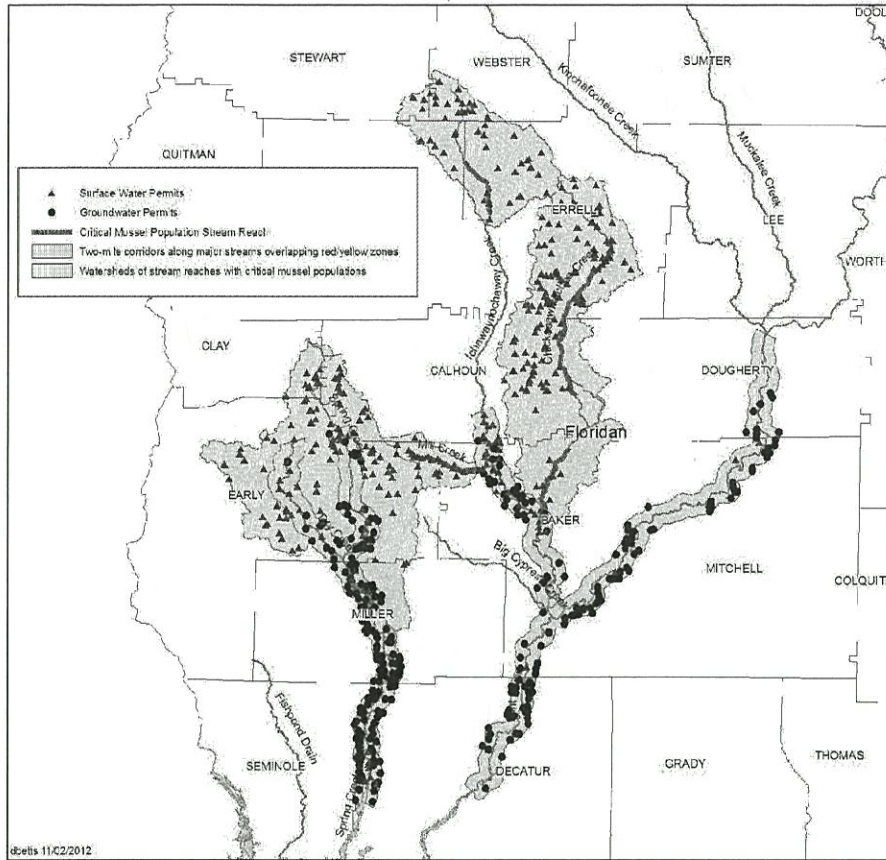 DOOLY
STEWART
WEBSTER
SUMTER
Kinchafoonee Creek
Muckalee Creek
QUITMAN
Surface Water Permits
Groundwater Permits
Critical Mussel Population Stream Reach
Two-mile corridors along major streams overlapping red/yellow zones
Watersheds of stream reaches with critical mussel populations
TERRELL
LEE
WORTH
Ichawaynochaway Creek
CLAY
CALHOUN
DOUGHERTY
Floridan
Mill Creek
EARLY
BAKER
Big Cypress
MITCHELL
COLQUIT
MILLER
Fishpond Drain
SEMINOLE
Spring Creek
DECATUR
GRADY
THOMAS
dbetts 11/02/2012